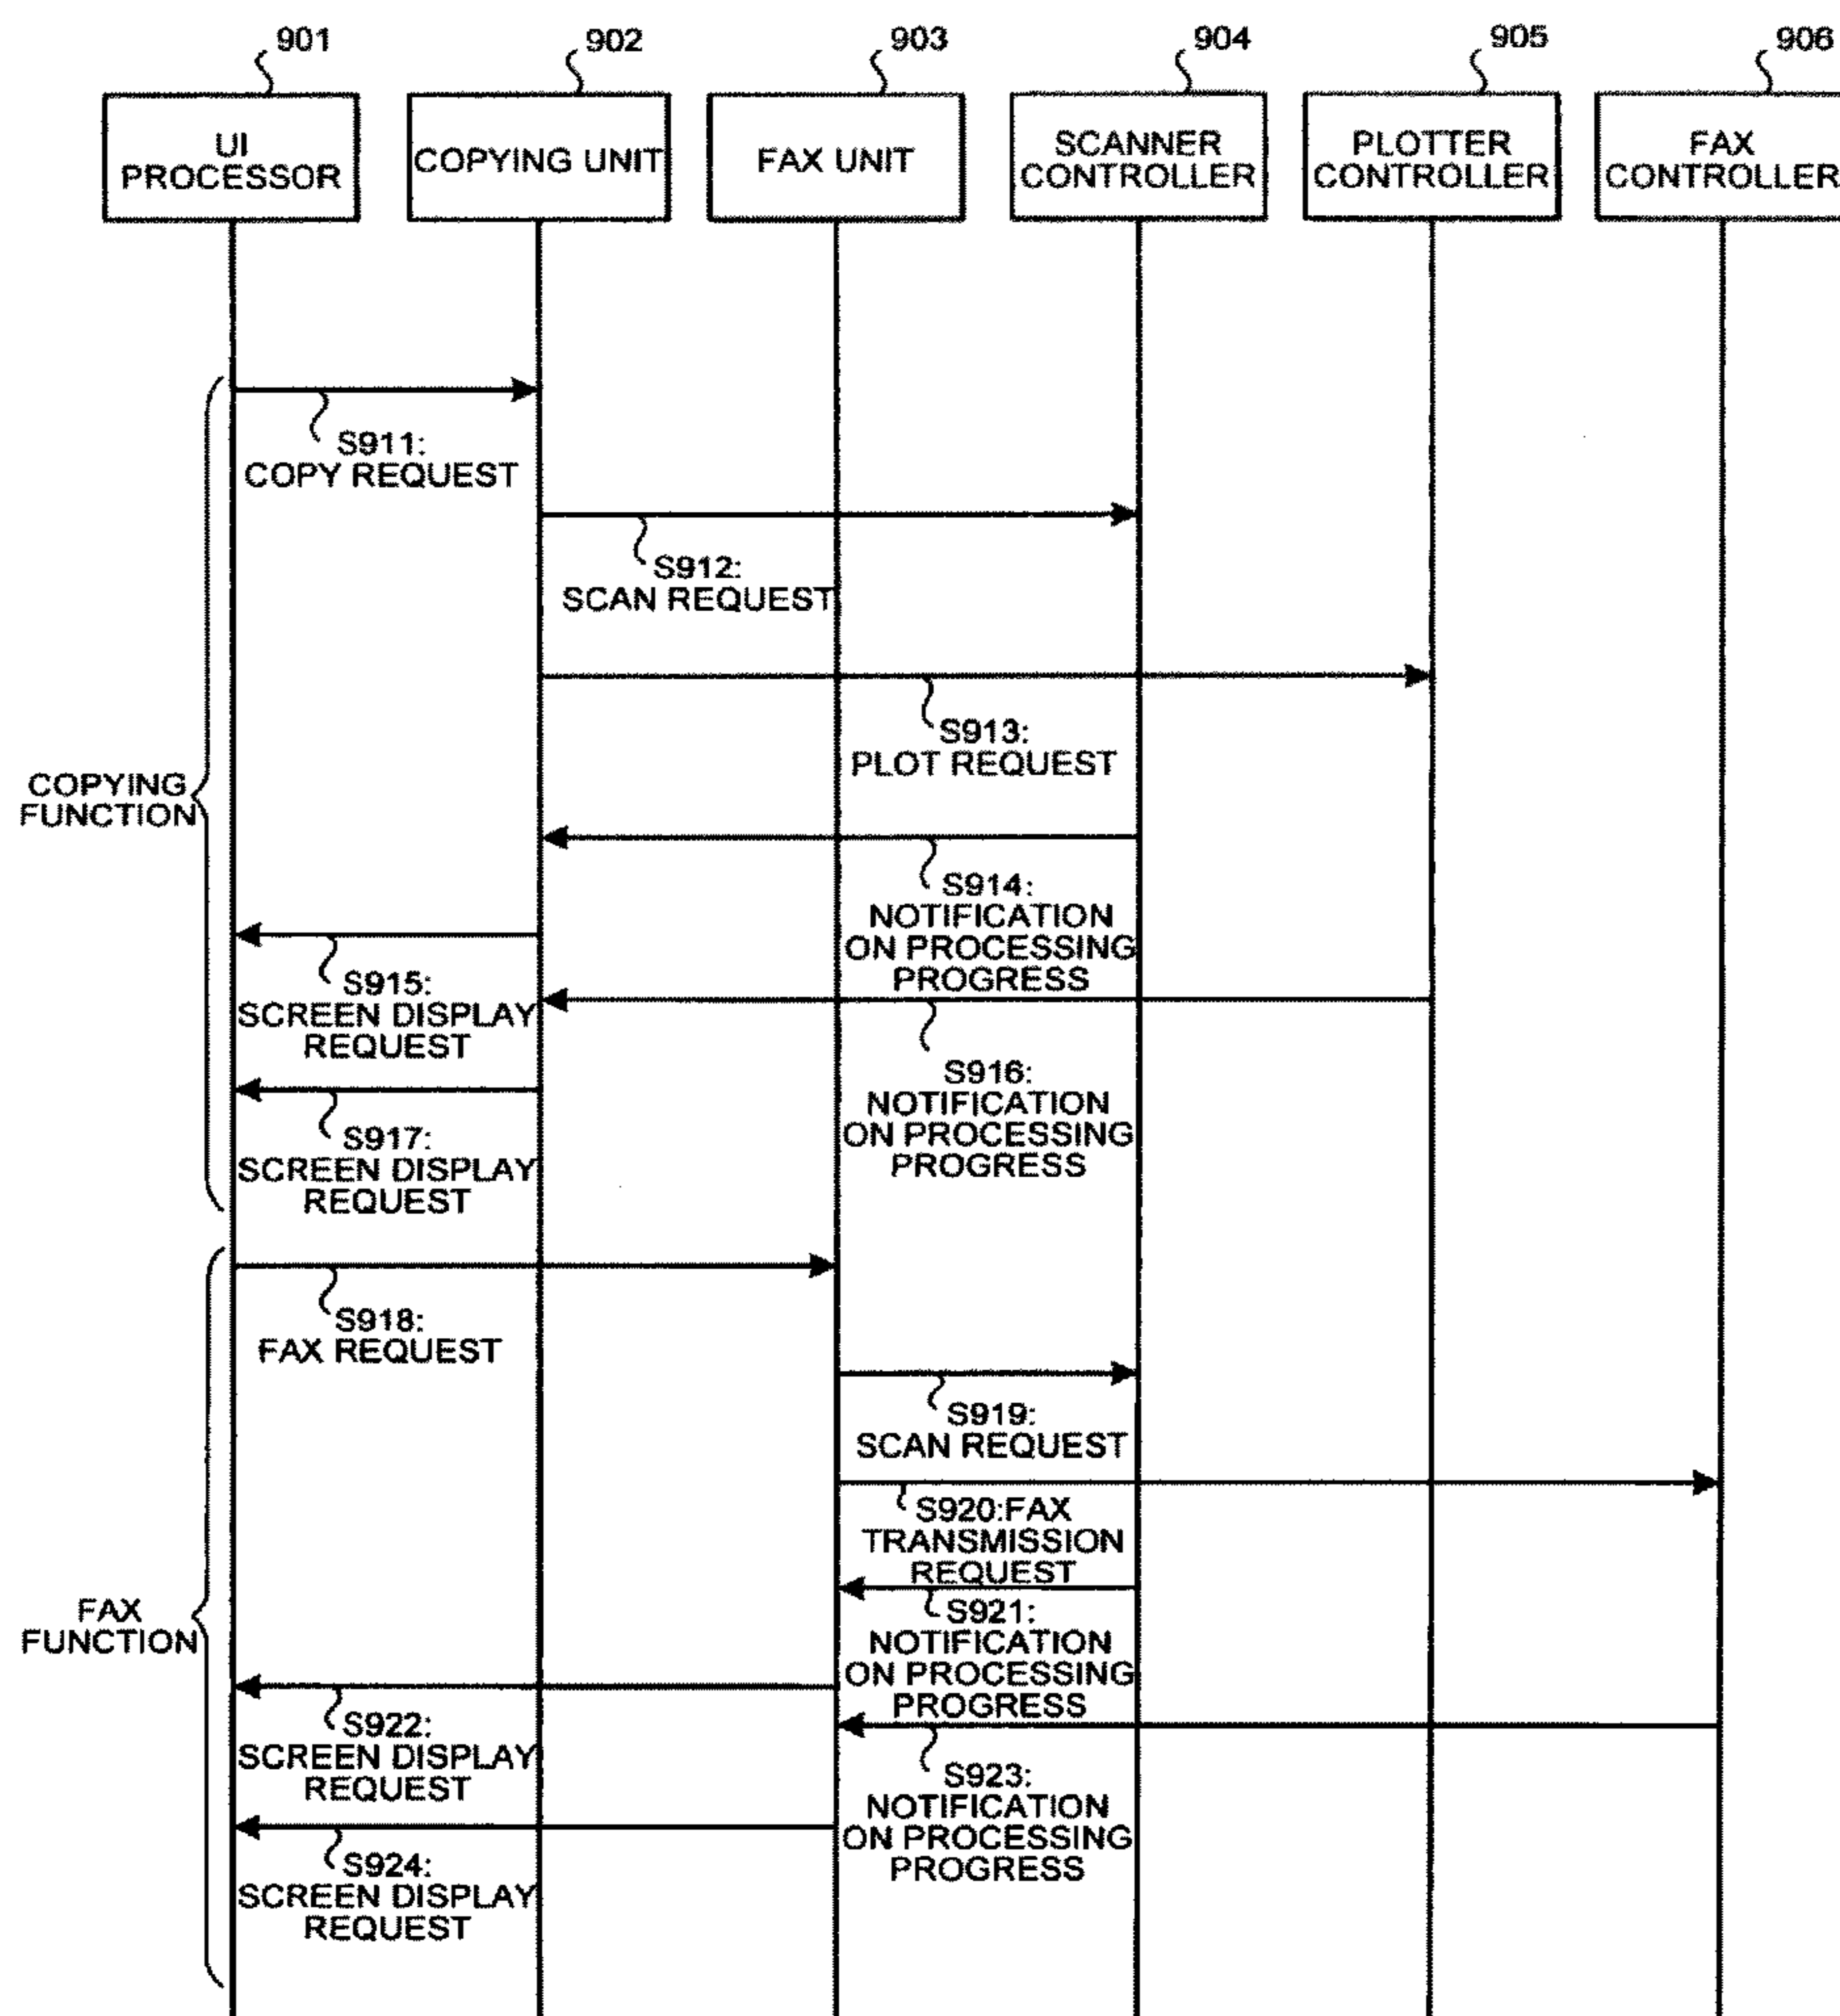 901
902
903
904
905
906
UI
PROCESSOR
COPYING UNIT
FAX UNIT
SCANNER
CONTROLLER
PLOTTER
CONTROLLER
FAX
CONTROLLER
COPYING
FUNCTION
S911:
COPY REQUEST
S912:
SCAN REQUEST
S913:
PLOT REQUEST
S914:
NOTIFICATION
ON PROCESSING
PROGRESS
S915:
SCREEN DISPLAY
REQUEST
S916:
NOTIFICATION
ON PROCESSING
PROGRESS
S917:
SCREEN DISPLAY
REQUEST
FAX
FUNCTION
S918:
FAX REQUEST
S919:
SCAN REQUEST
S920:FAX
TRANSMISSION
REQUEST
S921:
NOTIFICATION
ON PROCESSING
PROGRESS
S922:
SCREEN DISPLAY
REQUEST
S923:
NOTIFICATION
ON PROCESSING
PROGRESS
S924:
SCREEN DISPLAY
REQUEST